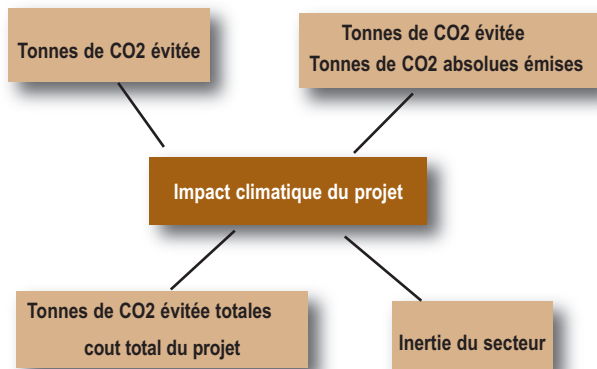 Tonnes de CO2 évitée
Tonnes de CO2 évitée
Tonnes de CO2 absolues émises
Impact climatique du projet
Tonnes de CO2 évitée totales
cout total du projet
Inertie du secteur